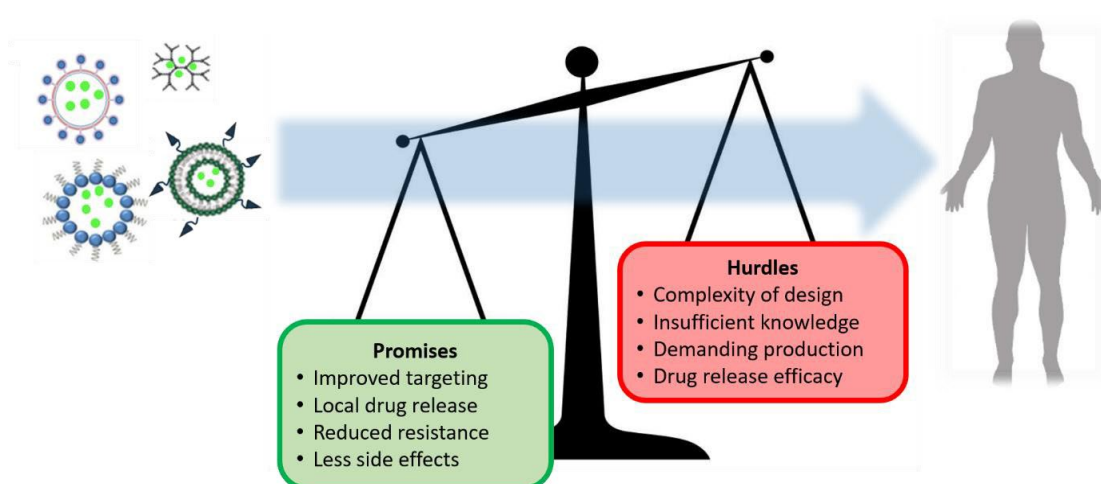 Promises
• Improved targeting
• Local drug release
• Reduced resistance
• Less side effects
Hurdles
• Complexity of design
• Insufficient knowledge
• Demanding production
• Drug release efficacy